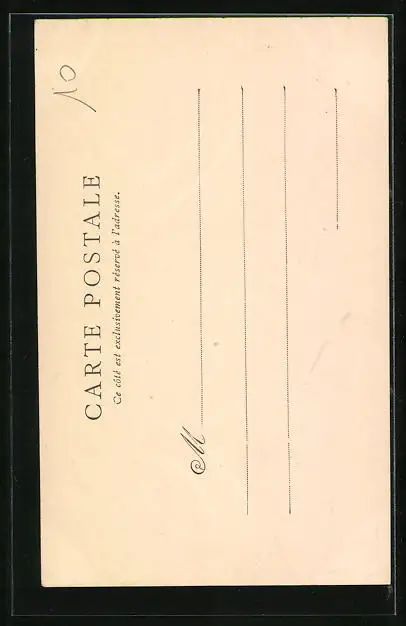 10
CARTE POSTALE
Ce côté est exclusivement réservé à l'adresse.
M